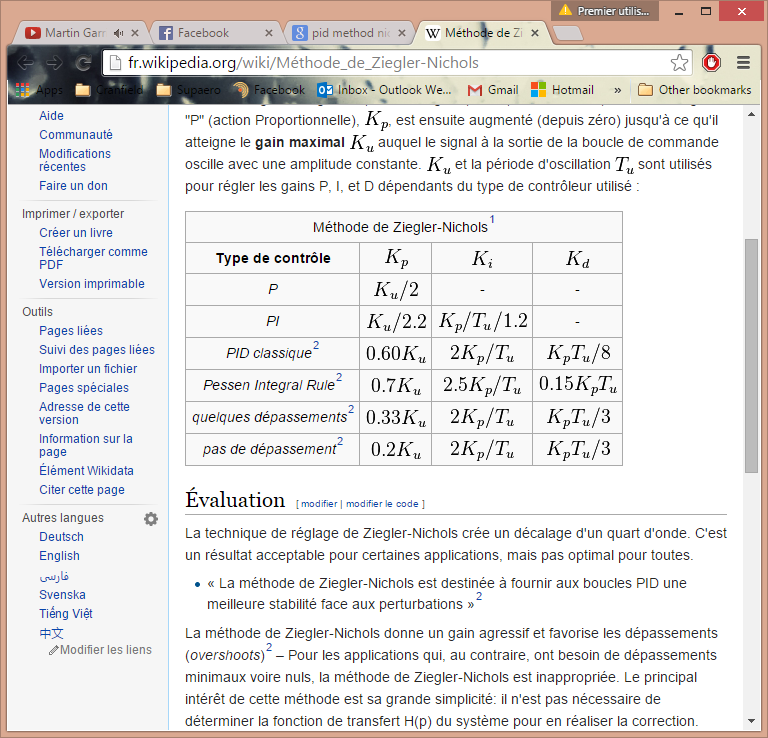 Premier utilis...
Martin Gar
Facebook
pid method nic
Méthode de Zi
fr.wikipedia.org/wiki/Méthode_de_Ziegler-Nichols
Apps Cranfield Supaero Facebook Inbox - Outlook We... Gmail Hotmail » Other bookmarks
Aide
Communauté
Modifications
récentes
Faire un don
Imprimer / exporter
Créer un livre
Télécharger comme
PDF
Version imprimable
Outils
Pages liées
Suivi des pages liées
Importer un fichier
Pages spéciales
Adresse de cette
version
Information sur la
page
Élément Wikidata
Citer cette page
Autres langues
Deutsch
English
فارسی
Svenska
Tiếng Việt
中文
Modifier les liens
"P" (action Proportionnelle), K_p, est ensuite augmenté (depuis zéro) jusqu'à ce qu'il
atteigne le gain maximal K_u auquel le signal à la sortie de la boucle de commande
oscille avec une amplitude constante. K_u et la période d'oscillation T_u sont utilisés
pour régler les gains P, I, et D dépendants du type de contrôleur utilisé :
Méthode de Ziegler-Nichols1
Type de contrôle K_p K_i K_d
P K_u/2 - -
PI K_u/2.2 K_p/T_u/1.2 -
PID classique2 0.60K_u 2K_p/T_u K_pT_u/8
Pessen Integral Rule2 0.7K_u 2.5K_p/T_u 0.15K_pT_u
quelques dépassements2 0.33K_u 2K_p/T_u K_pT_u/3
pas de dépassement2 0.2K_u 2K_p/T_u K_pT_u/3
Évaluation [ modifier | modifier le code ]
La technique de réglage de Ziegler-Nichols crée un décalage d'un quart d'onde. C'est
un résultat acceptable pour certaines applications, mais pas optimal pour toutes.
• « La méthode de Ziegler-Nichols est destinée à fournir aux boucles PID une
meilleure stabilité face aux perturbations »2
La méthode de Ziegler-Nichols donne un gain agressif et favorise les dépassements
(overshoots)2 – Pour les applications qui, au contraire, ont besoin de dépassements
minimaux voire nuls, la méthode de Ziegler-Nichols est inappropriée. Le principal
intérêt de cette méthode est sa grande simplicité: il n'est pas nécessaire de
déterminer la fonction de transfert H(p) du système pour en réaliser la correction.